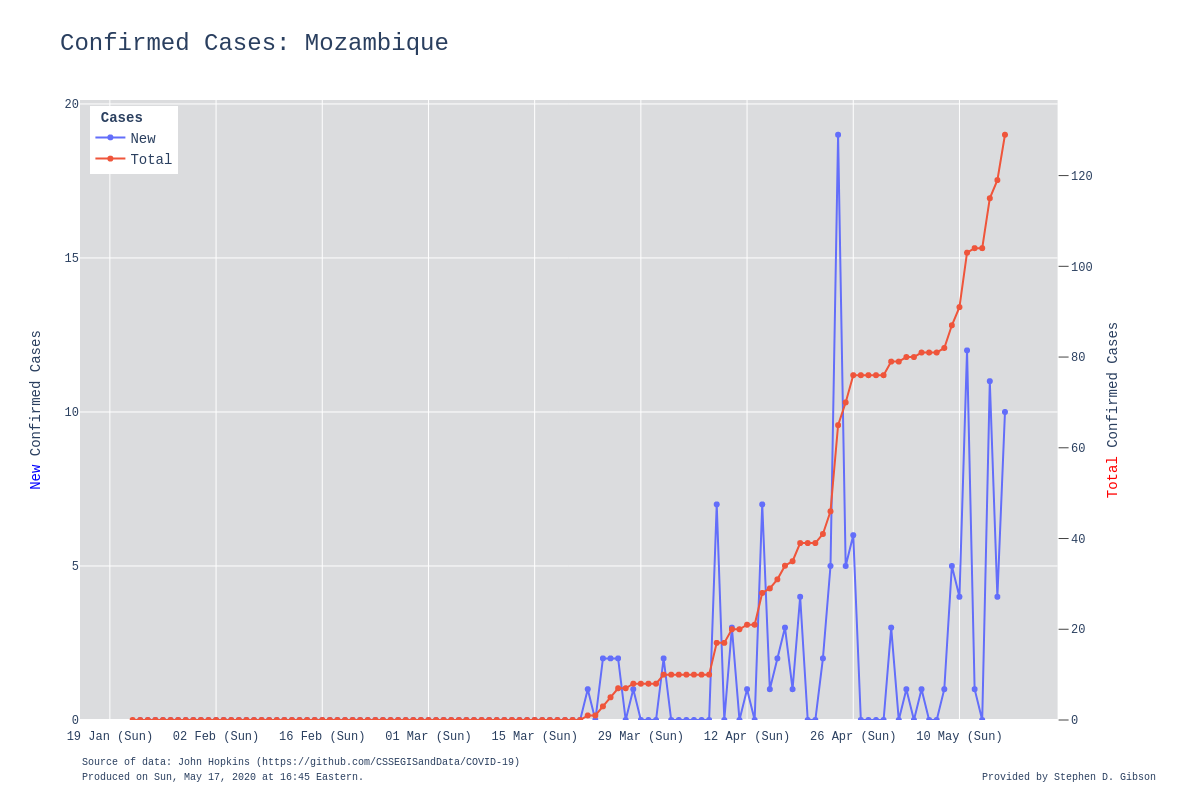 Confirmed Cases: Mozambique
Cases
New
Total
20
15
10
5
0
120
100
80
60
40
20
0
New Confirmed Cases
Total Confirmed Cases
19 Jan (Sun) 02 Feb (Sun) 16 Feb (Sun) 01 Mar (Sun) 15 Mar (Sun) 29 Mar (Sun) 12 Apr (Sun) 26 Apr (Sun) 10 May (Sun)
Source of data: John Hopkins (https://github.com/CSSEGISandData/COVID-19)
Produced on Sun, May 17, 2020 at 16:45 Eastern.
Provided by Stephen D. Gibson